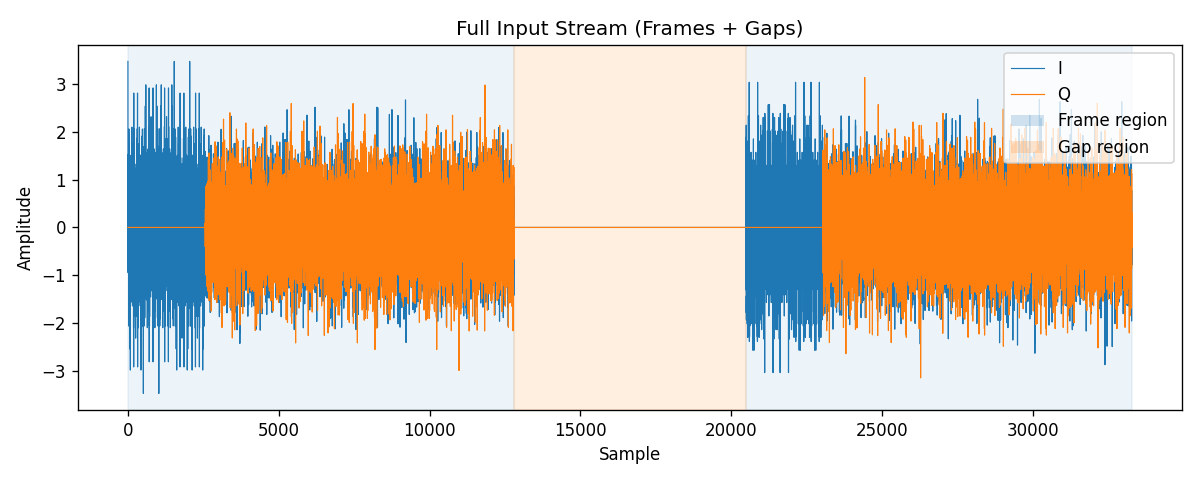 Full Input Stream (Frames + Gaps)
I
Q
Frame region
Gap region
3
2
1
0
−1
−2
−3
Amplitude
0
5000
10000
15000
20000
25000
30000
Sample